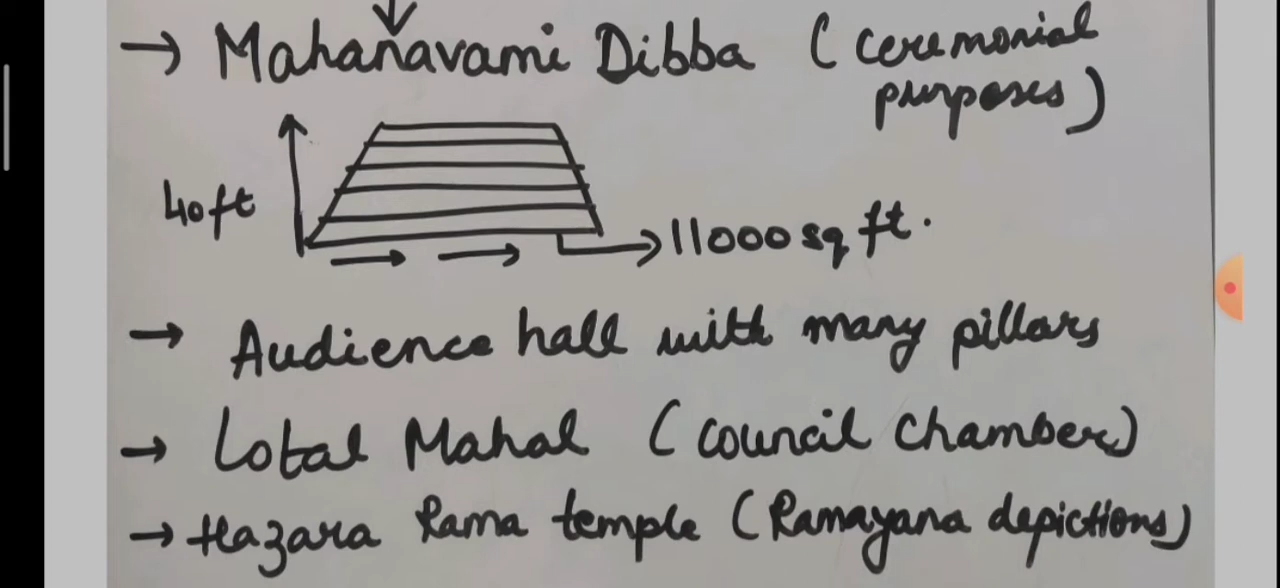 → Mahanavami Dibba (ceremonial
purposes)
40ft
→ 11000 sq ft.
→ Audience hall with many pillars
→ Lotal Mahal (council chamber)
→ Hazara Rama temple (Ramayana depictions)